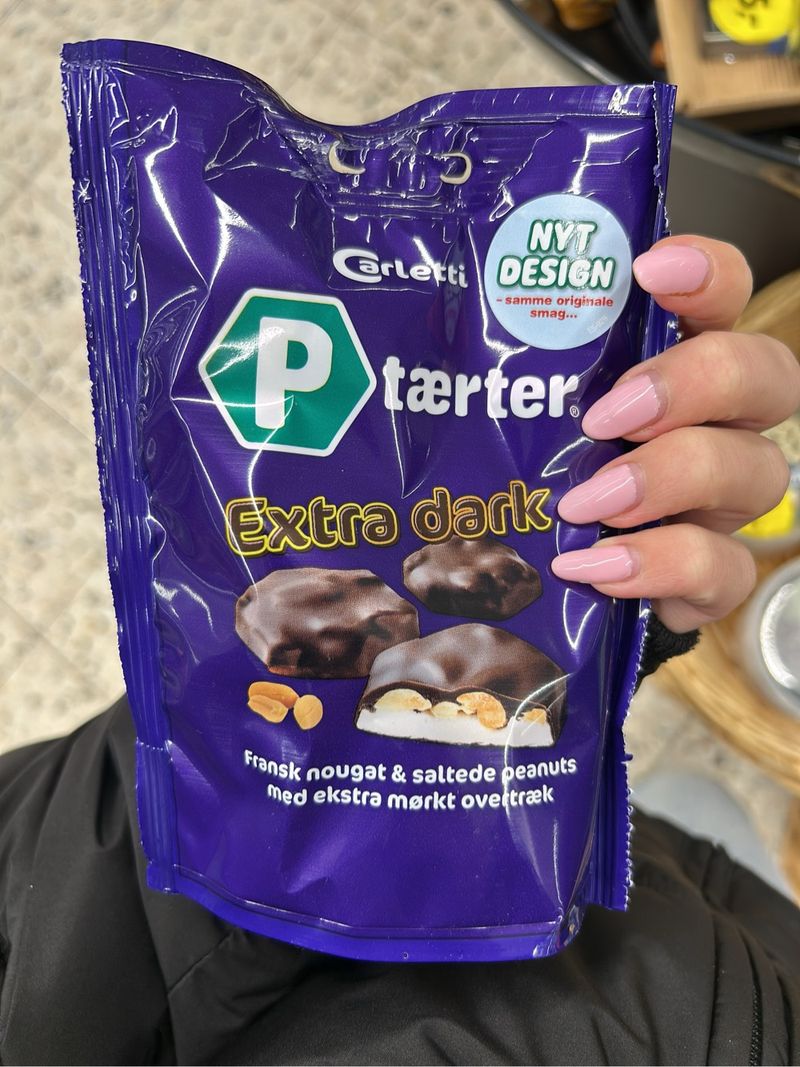 Carletti
NYT
DESIGN
- samme originale
smag...
P
tærter®
Extra dark
Fransk nougat & saltede peanuts
med ekstra mørkt overtræk